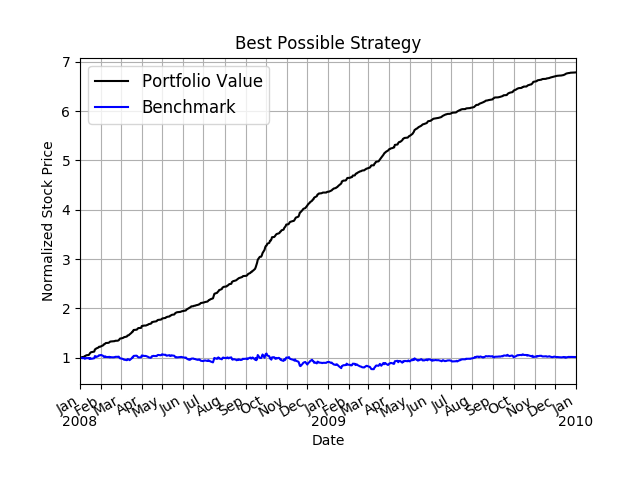 Best Possible Strategy
Portfolio Value
Benchmark
Normalized Stock Price
7
6
5
4
3
2
1
Jan Feb Mar Apr May Jun Jul Aug Sep Oct Nov Dec Jan Feb Mar Apr May Jun Jul Aug Sep Oct Nov Dec Jan
2008 2009 2010
Date